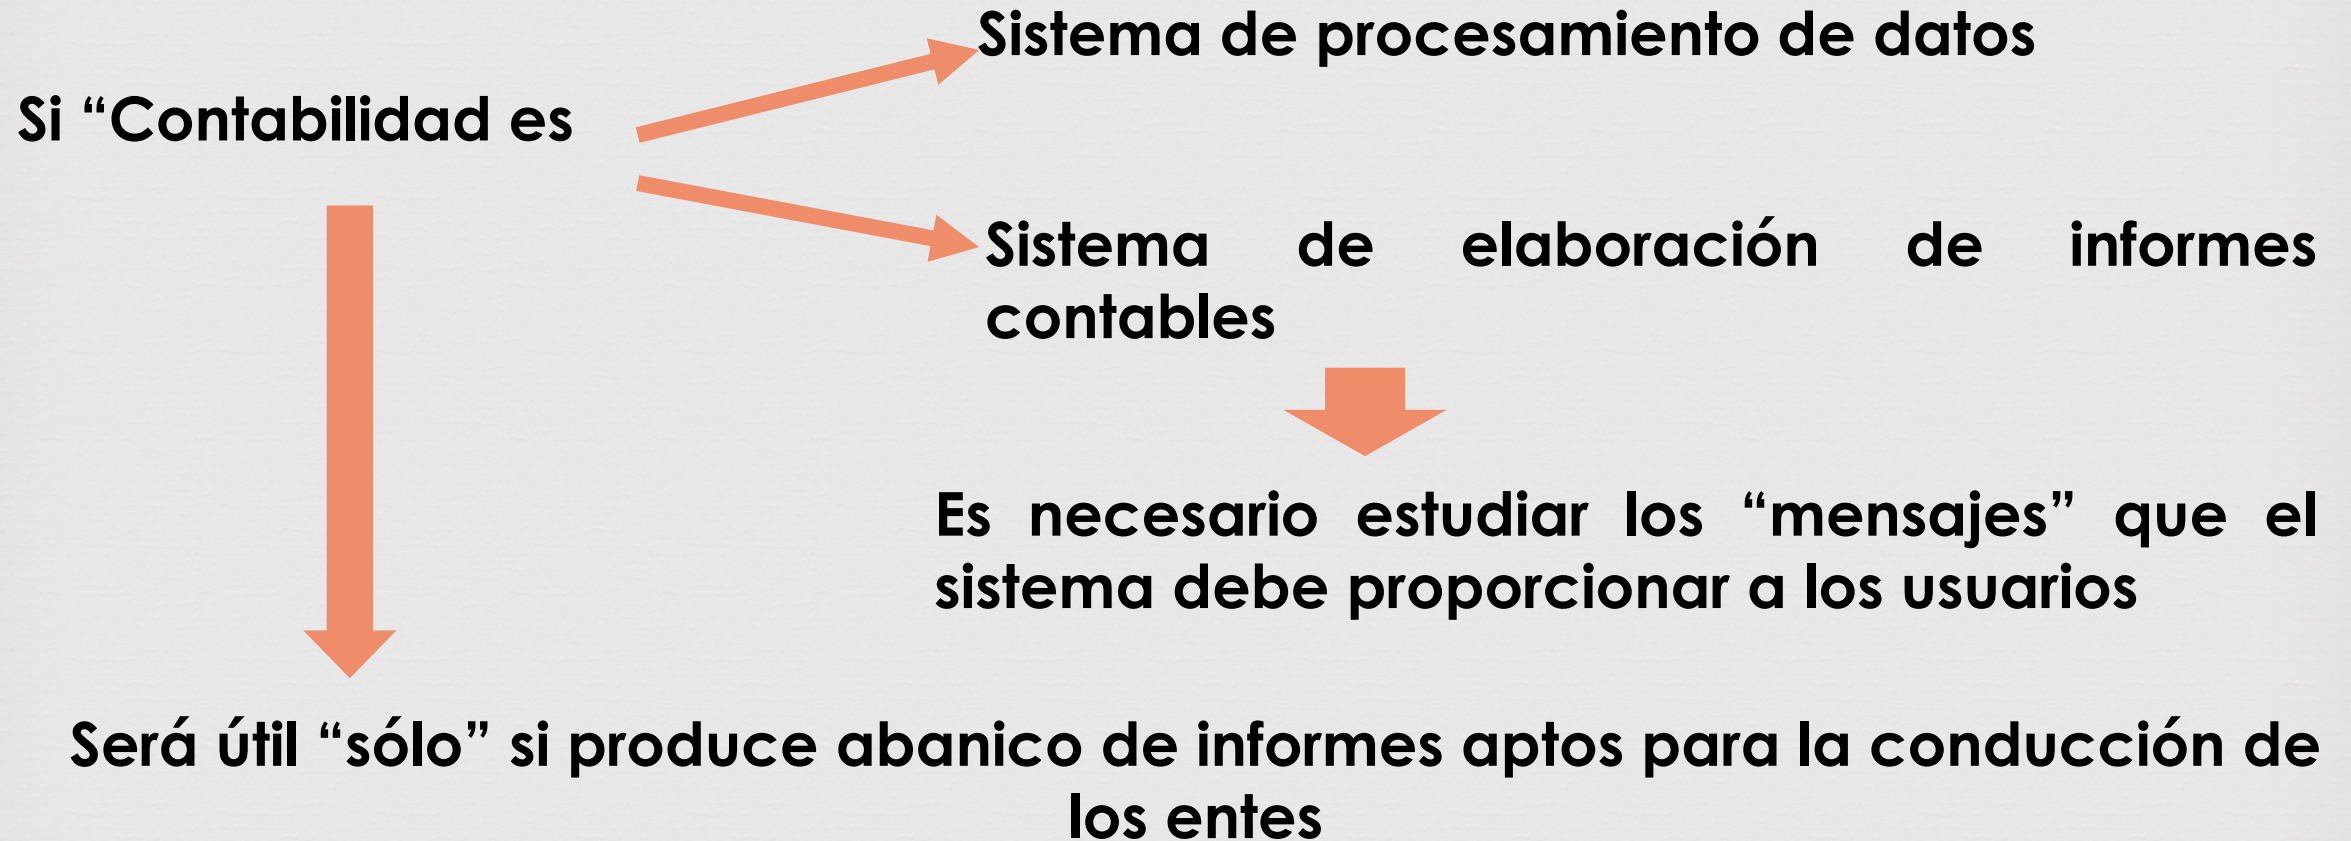 Sistema de procesamiento de datos
Si “Contabilidad es
Sistema de elaboración de informes
contables
Es necesario estudiar los “mensajes” que el
sistema debe proporcionar a los usuarios
Será útil “sólo” si produce abanico de informes aptos para la conducción de
los entes